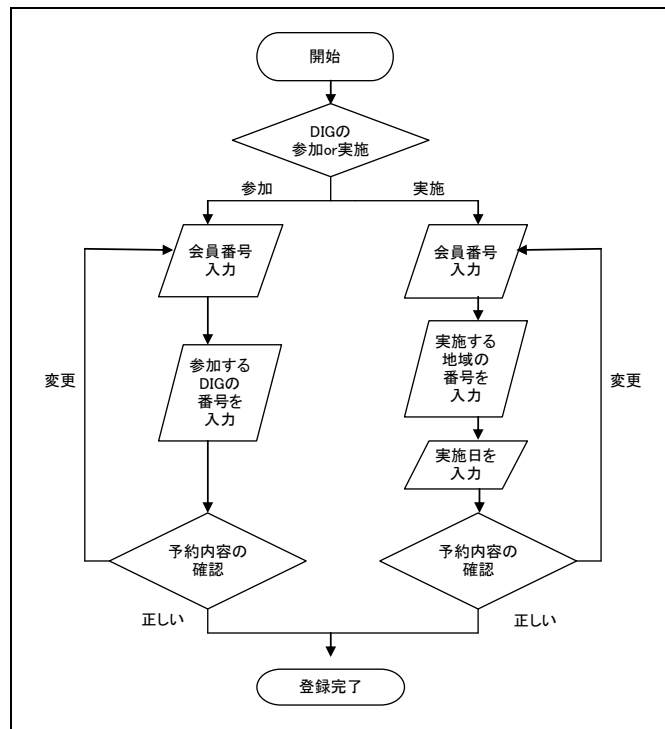 開始
DIGの
参加or実施
参加
実施
会員番号
入力
会員番号
入力
参加する
DIGの
番号を
入力
実施する
地域の
番号を
入力
変更
変更
実施日を
入力
予約内容の
確認
予約内容の
確認
正しい
正しい
登録完了